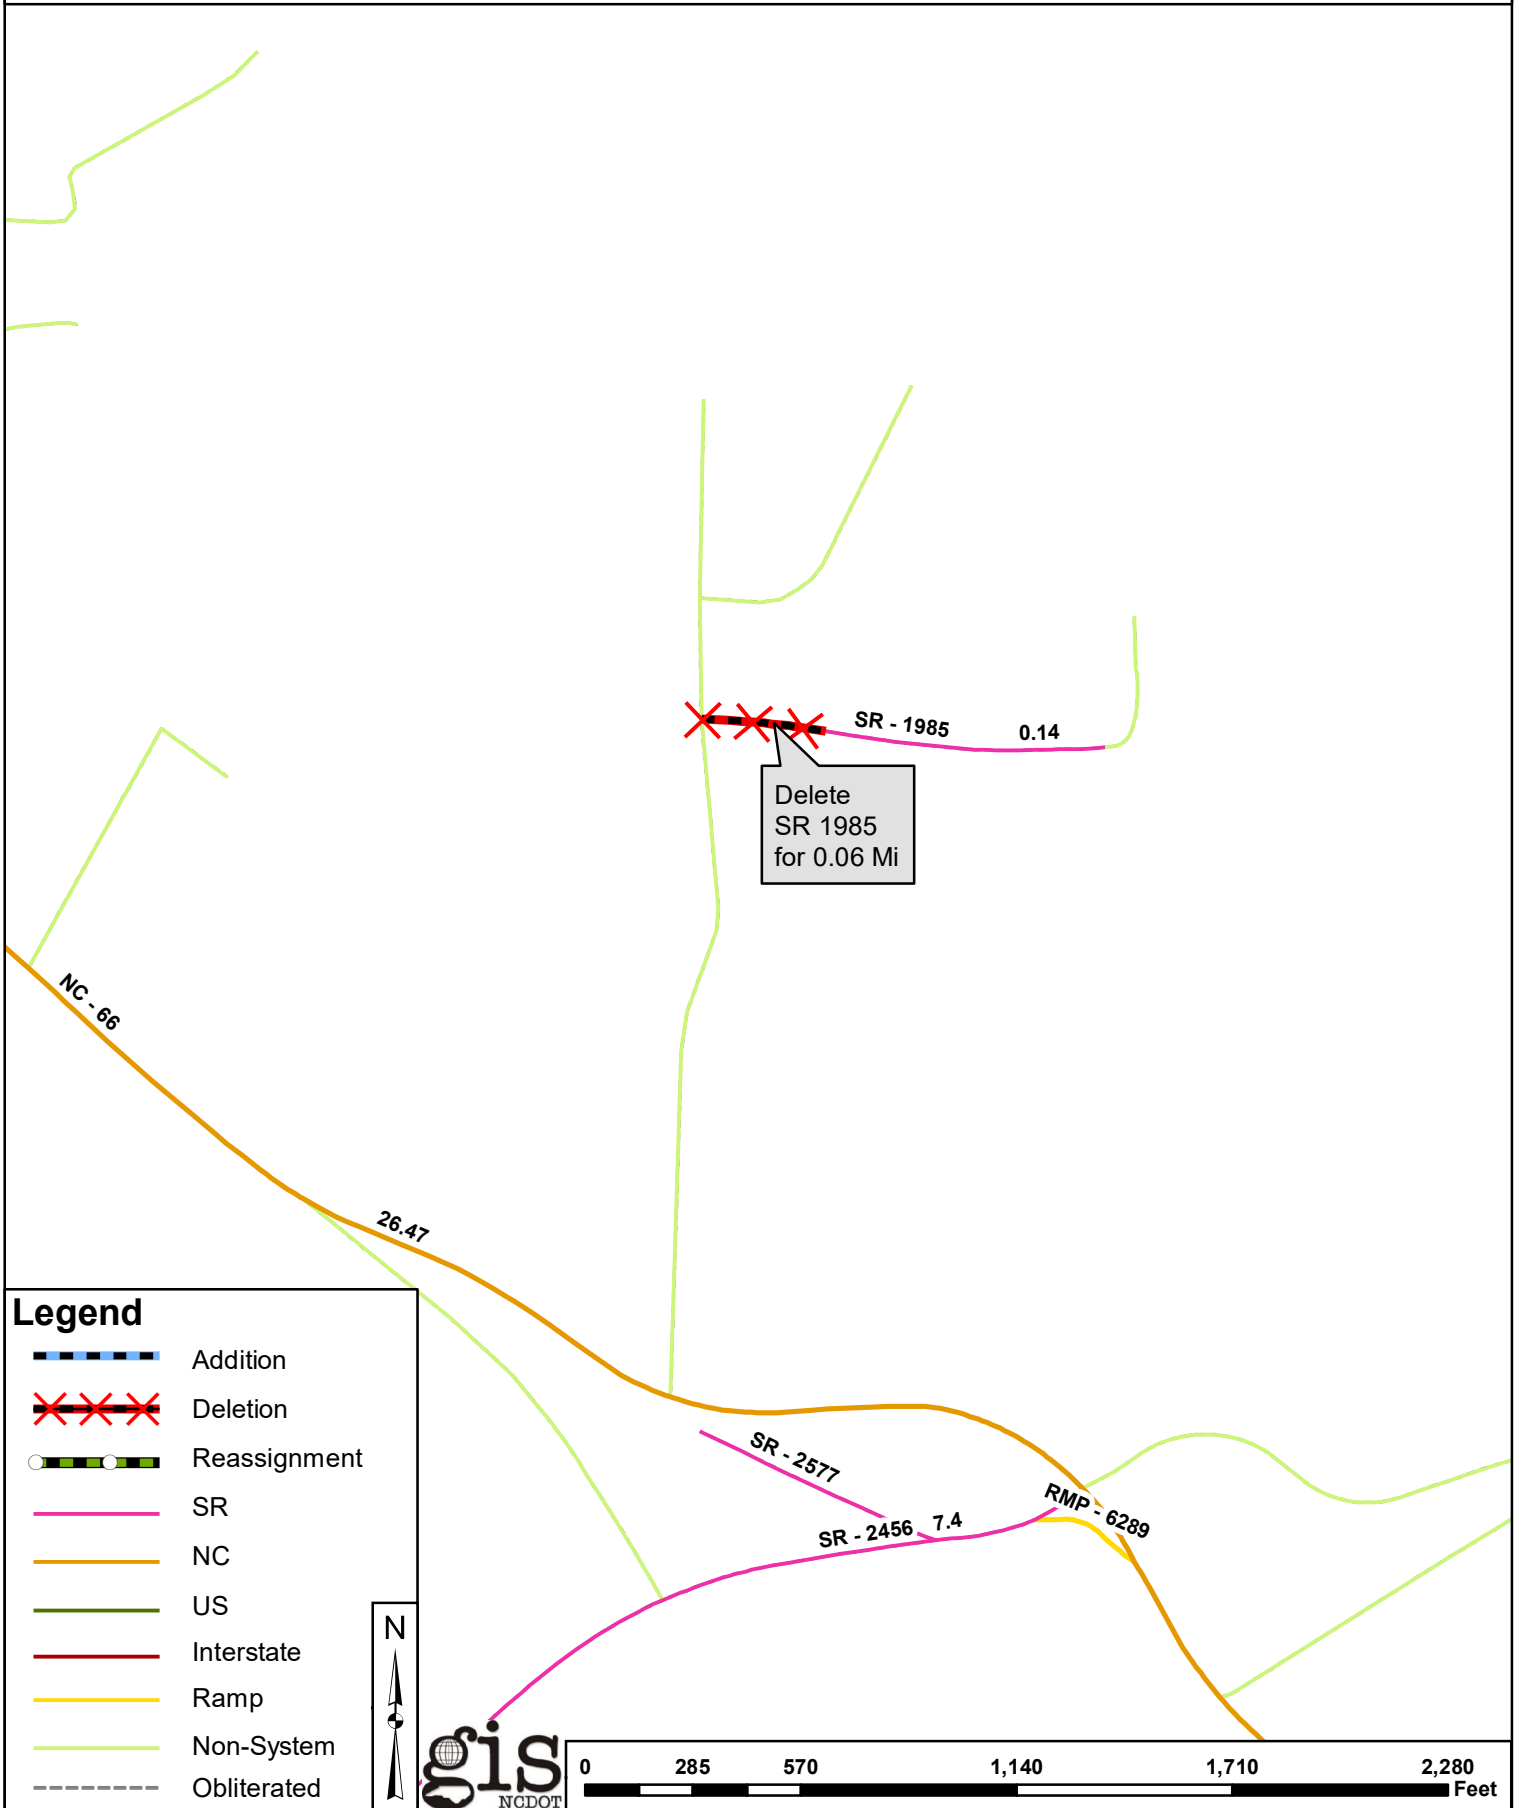 SR - 1985
0.14
Delete
SR 1985
for 0.06 Mi
NC - 66
26.47
SR - 2577
SR - 2456
7.4
RMP - 6289
Legend
Addition
Deletion
Reassignment
SR
NC
US
Interstate
Ramp
Non-System
Obliterated
N
gis
NCDOT
0 285 570 1,140 1,710 2,280
Feet